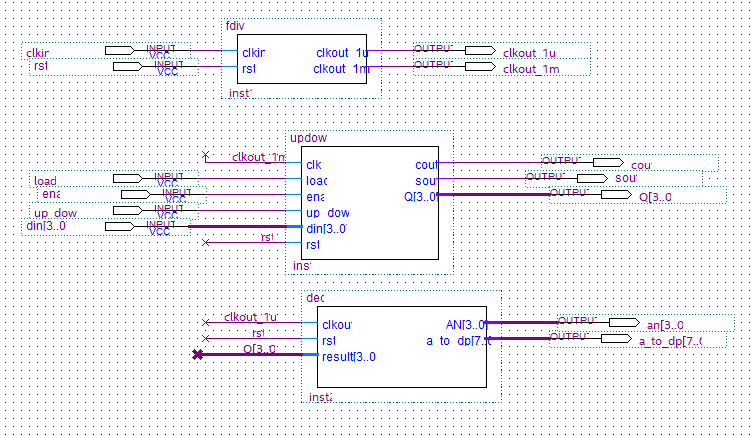 fdiv
clkin INPUT VCC clkin clkout_1u OUTPUT clkout_1u
rst INPUT VCC rst clkout_1m OUTPUT clkout_1m
inst1
updow
clkout_1m clk cout OUTPUT cout
load INPUT VCC load sout OUTPUT sout
ena INPUT VCC ena Q[3..0 OUTPUT Q[3..0
up_dow INPUT VCC up_dow
din[3..0 INPUT VCC din[3..0
rst rst
inst
dec
clkout_1u clkout AN[3..0 OUTPUT an[3..0
rst rst a_to_dp[7..0 OUTPUT a_to_dp[7..0
Q[3..0 result[3..0
inst2